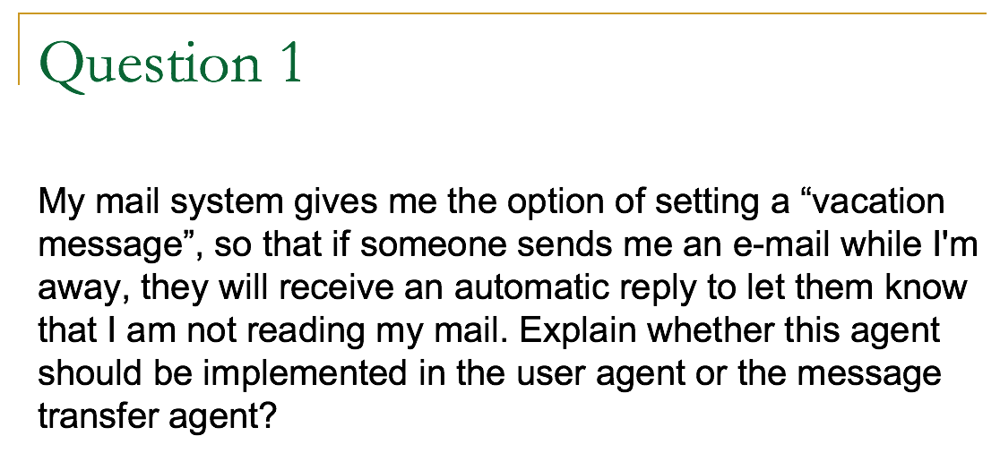 Question 1
My mail system gives me the option of setting a “vacation
message”, so that if someone sends me an e-mail while I'm
away, they will receive an automatic reply to let them know
that I am not reading my mail. Explain whether this agent
should be implemented in the user agent or the message
transfer agent?